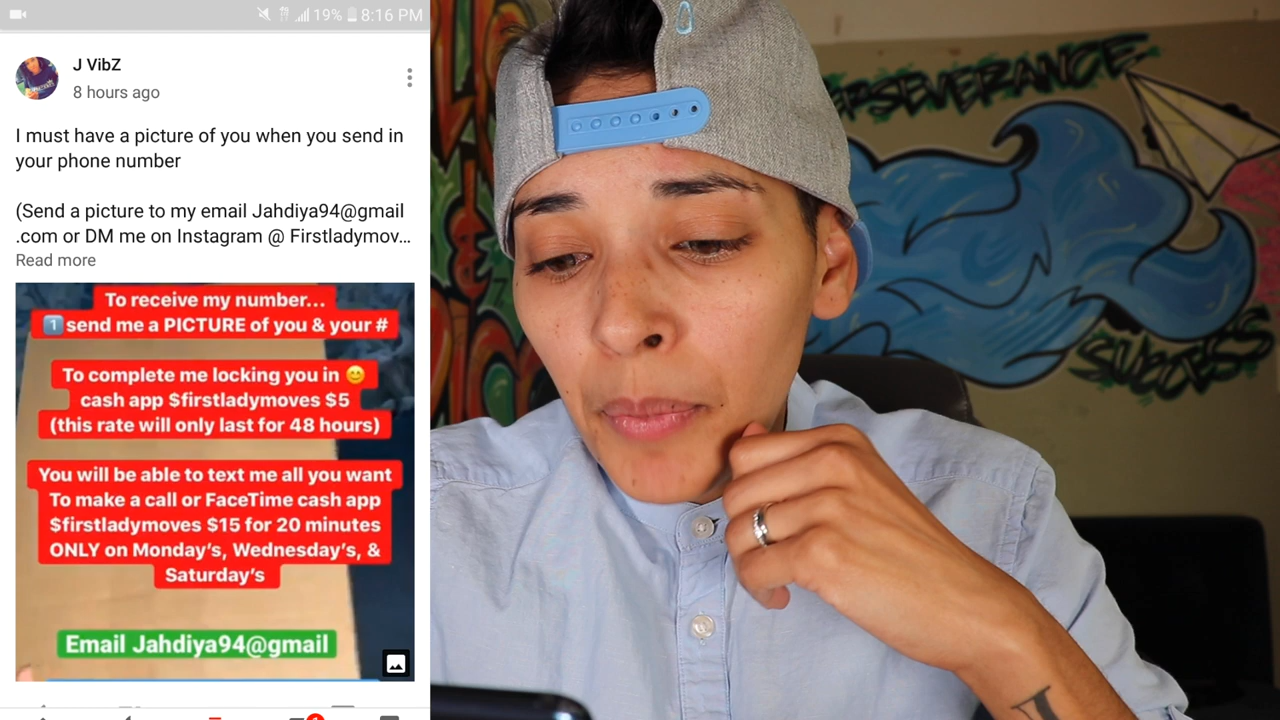 19% 8:16 PM
J VibZ
8 hours ago
I must have a picture of you when you send in
your phone number
(Send a picture to my email Jahdiya94@gmail
.com or DM me on Instagram @ Firstladymov...
Read more
To receive my number...
1 send me a PICTURE of you & your #
To complete me locking you in 😊
cash app $firstladymoves $5
(this rate will only last for 48 hours)
You will be able to text me all you want
To make a call or FaceTime cash app
$firstladymoves $15 for 20 minutes
ONLY on Monday's, Wednesday's, &
Saturday's
Email Jahdiya94@gmail
1
ERSEVERANCE
SUCCESS